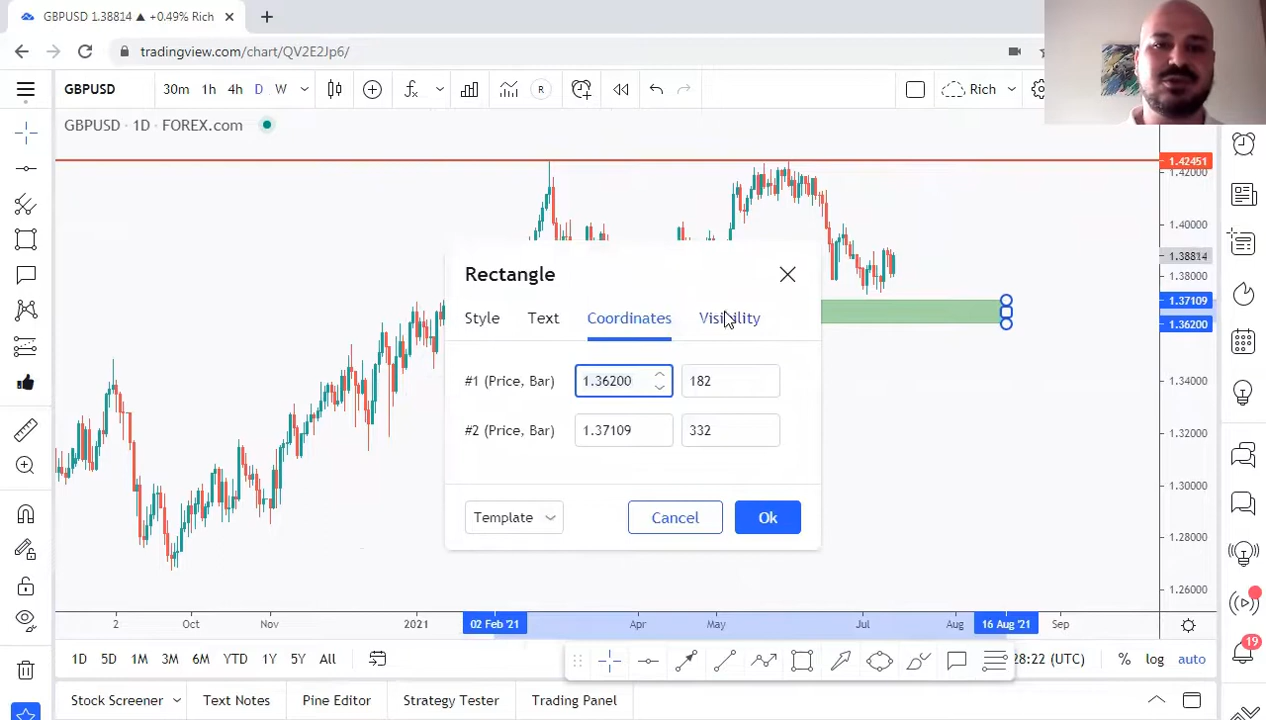 GBPUSD 1.38814 ▲ +0.49% Rich
tradingview.com/chart/QV2E2Jp6/
GBPUSD 30m 1h 4h D W R Rich
GBPUSD · 1D · FOREX.com
1.42451
1.42000
1.40000
1.38814
1.38000
1.37109
1.36200
1.34000
1.32000
1.30000
1.28000
1.26000
Rectangle
Style Text Coordinates Visibility
#1 (Price, Bar) 1.36200 182
#2 (Price, Bar) 1.37109 332
Template Cancel Ok
2 Oct Nov 2021 02 Feb '21 Apr May Jul Aug 16 Aug '21 Sep
1D 5D 1M 3M 6M YTD 1Y 5Y All :28:22 (UTC) % log auto
19
Stock Screener Text Notes Pine Editor Strategy Tester Trading Panel